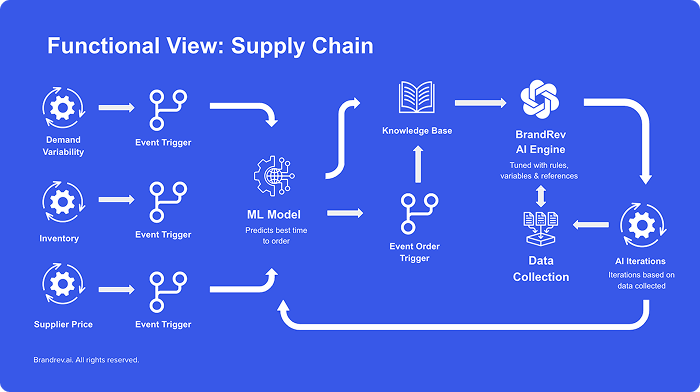 Functional View: Supply Chain
Demand
Variability
Event Trigger
Inventory
Event Trigger
Supplier Price
Event Trigger
ML Model
Predicts best time
to order
Knowledge Base
Event Order
Trigger
BrandRev
AI Engine
Tuned with rules,
variables & references
Data
Collection
AI Iterations
Iterations based on
data collected
Brandrev.ai. All rights reserved.